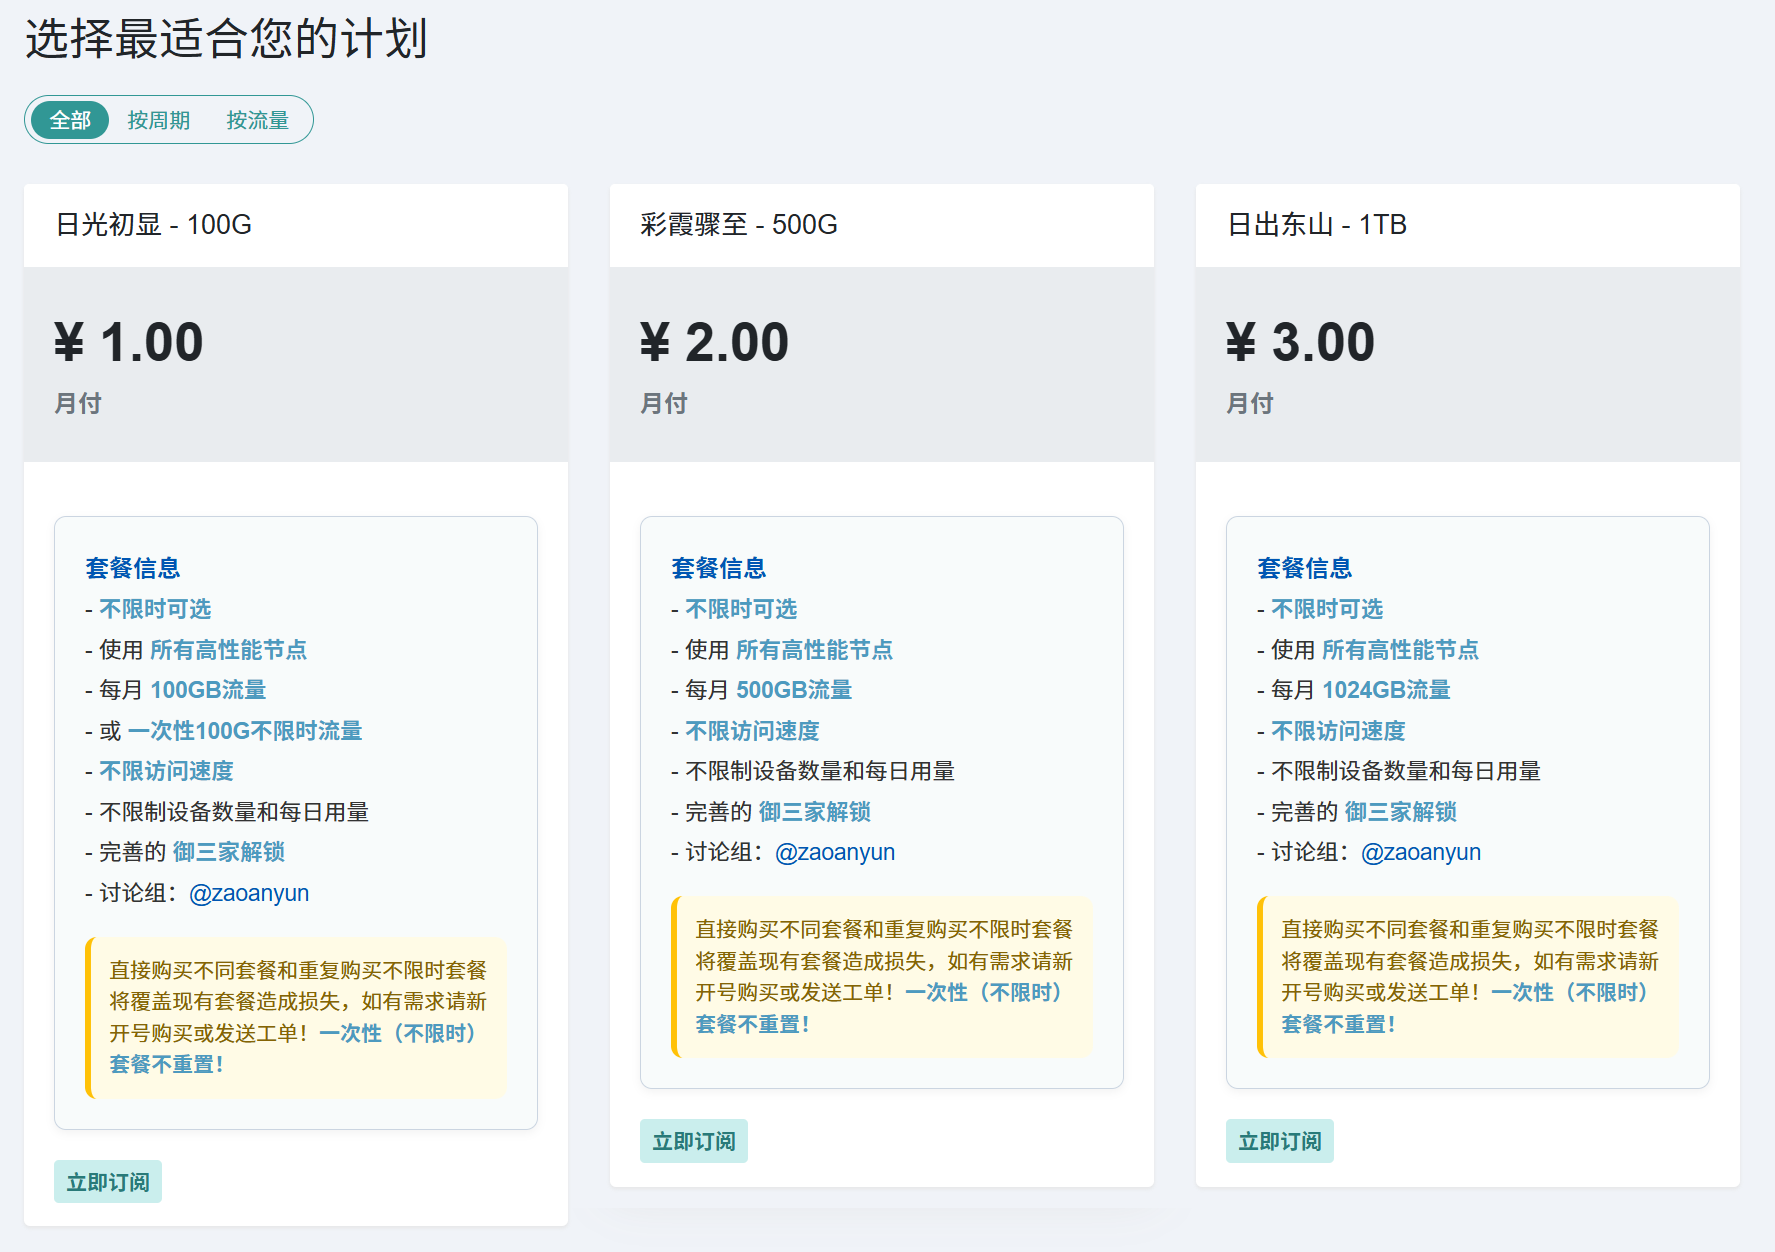 选择最适合您的计划
全部
按周期
按流量
日光初显 - 100G
¥ 1.00
月付
套餐信息
- 不限时可选
- 使用 所有高性能节点
- 每月 100GB流量
- 或 一次性100G不限时流量
- 不限访问速度
- 不限制设备数量和每日用量
- 完善的 御三家解锁
- 讨论组：@zaoanyun
直接购买不同套餐和重复购买不限时套餐
将覆盖现有套餐造成损失，如有需求请新
开号购买或发送工单！一次性（不限时）
套餐不重置！
立即订阅
彩霞骤至 - 500G
¥ 2.00
月付
套餐信息
- 不限时可选
- 使用 所有高性能节点
- 每月 500GB流量
- 不限访问速度
- 不限制设备数量和每日用量
- 完善的 御三家解锁
- 讨论组：@zaoanyun
直接购买不同套餐和重复购买不限时套餐
将覆盖现有套餐造成损失，如有需求请新
开号购买或发送工单！一次性（不限时）
套餐不重置！
立即订阅
日出东山 - 1TB
¥ 3.00
月付
套餐信息
- 不限时可选
- 使用 所有高性能节点
- 每月 1024GB流量
- 不限访问速度
- 不限制设备数量和每日用量
- 完善的 御三家解锁
- 讨论组：@zaoanyun
直接购买不同套餐和重复购买不限时套餐
将覆盖现有套餐造成损失，如有需求请新
开号购买或发送工单！一次性（不限时）
套餐不重置！
立即订阅